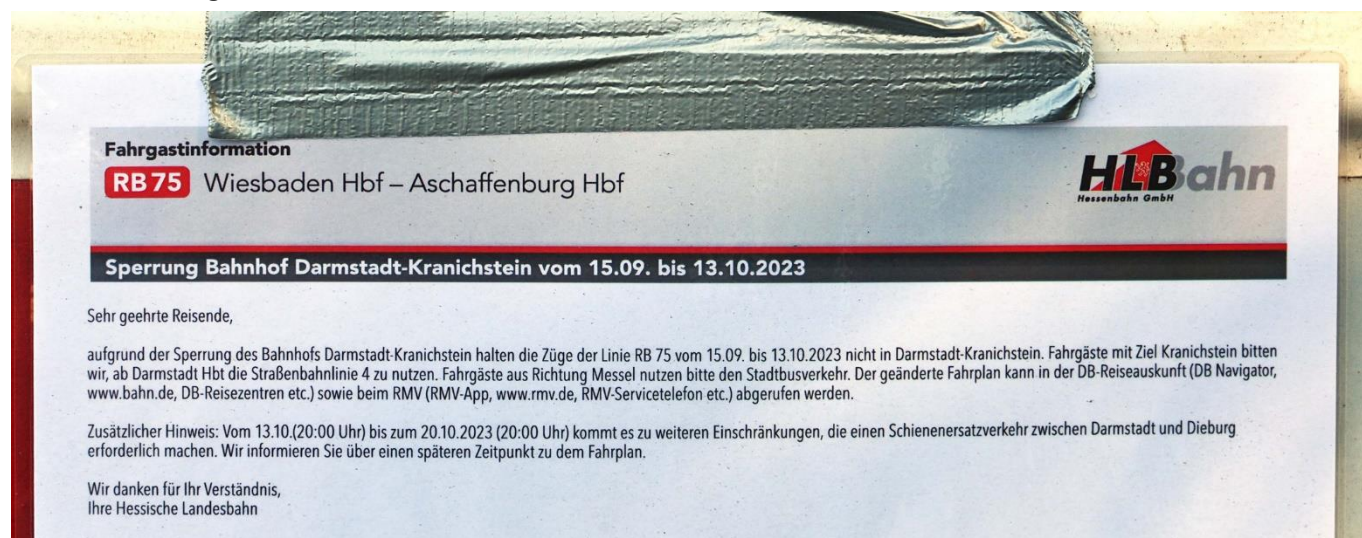 Fahrgastinformation
RB 75 Wiesbaden Hbf – Aschaffenburg Hbf
HLBahn
Hessenbahn GmbH
Sperrung Bahnhof Darmstadt-Kranichstein vom 15.09. bis 13.10.2023
Sehr geehrte Reisende,
aufgrund der Sperrung des Bahnhofs Darmstadt-Kranichstein halten die Züge der Linie RB 75 vom 15.09. bis 13.10.2023 nicht in Darmstadt-Kranichstein. Fahrgäste mit Ziel Kranichstein bitten
wir, ab Darmstadt Hbt die Straßenbahnlinie 4 zu nutzen. Fahrgäste aus Richtung Messel nutzen bitte den Stadtbusverkehr. Der geänderte Fahrplan kann in der DB-Reiseauskunft (DB Navigator,
www.bahn.de, DB-Reisezentren etc.) sowie beim RMV (RMV-App, www.rmv.de, RMV-Servicetelefon etc.) abgerufen werden.
Zusätzlicher Hinweis: Vom 13.10.(20:00 Uhr) bis zum 20.10.2023 (20:00 Uhr) kommt es zu weiteren Einschränkungen, die einen Schienenersatzverkehr zwischen Darmstadt und Dieburg
erforderlich machen. Wir informieren Sie über einen späteren Zeitpunkt zu dem Fahrplan.
Wir danken für Ihr Verständnis,
Ihre Hessische Landesbahn